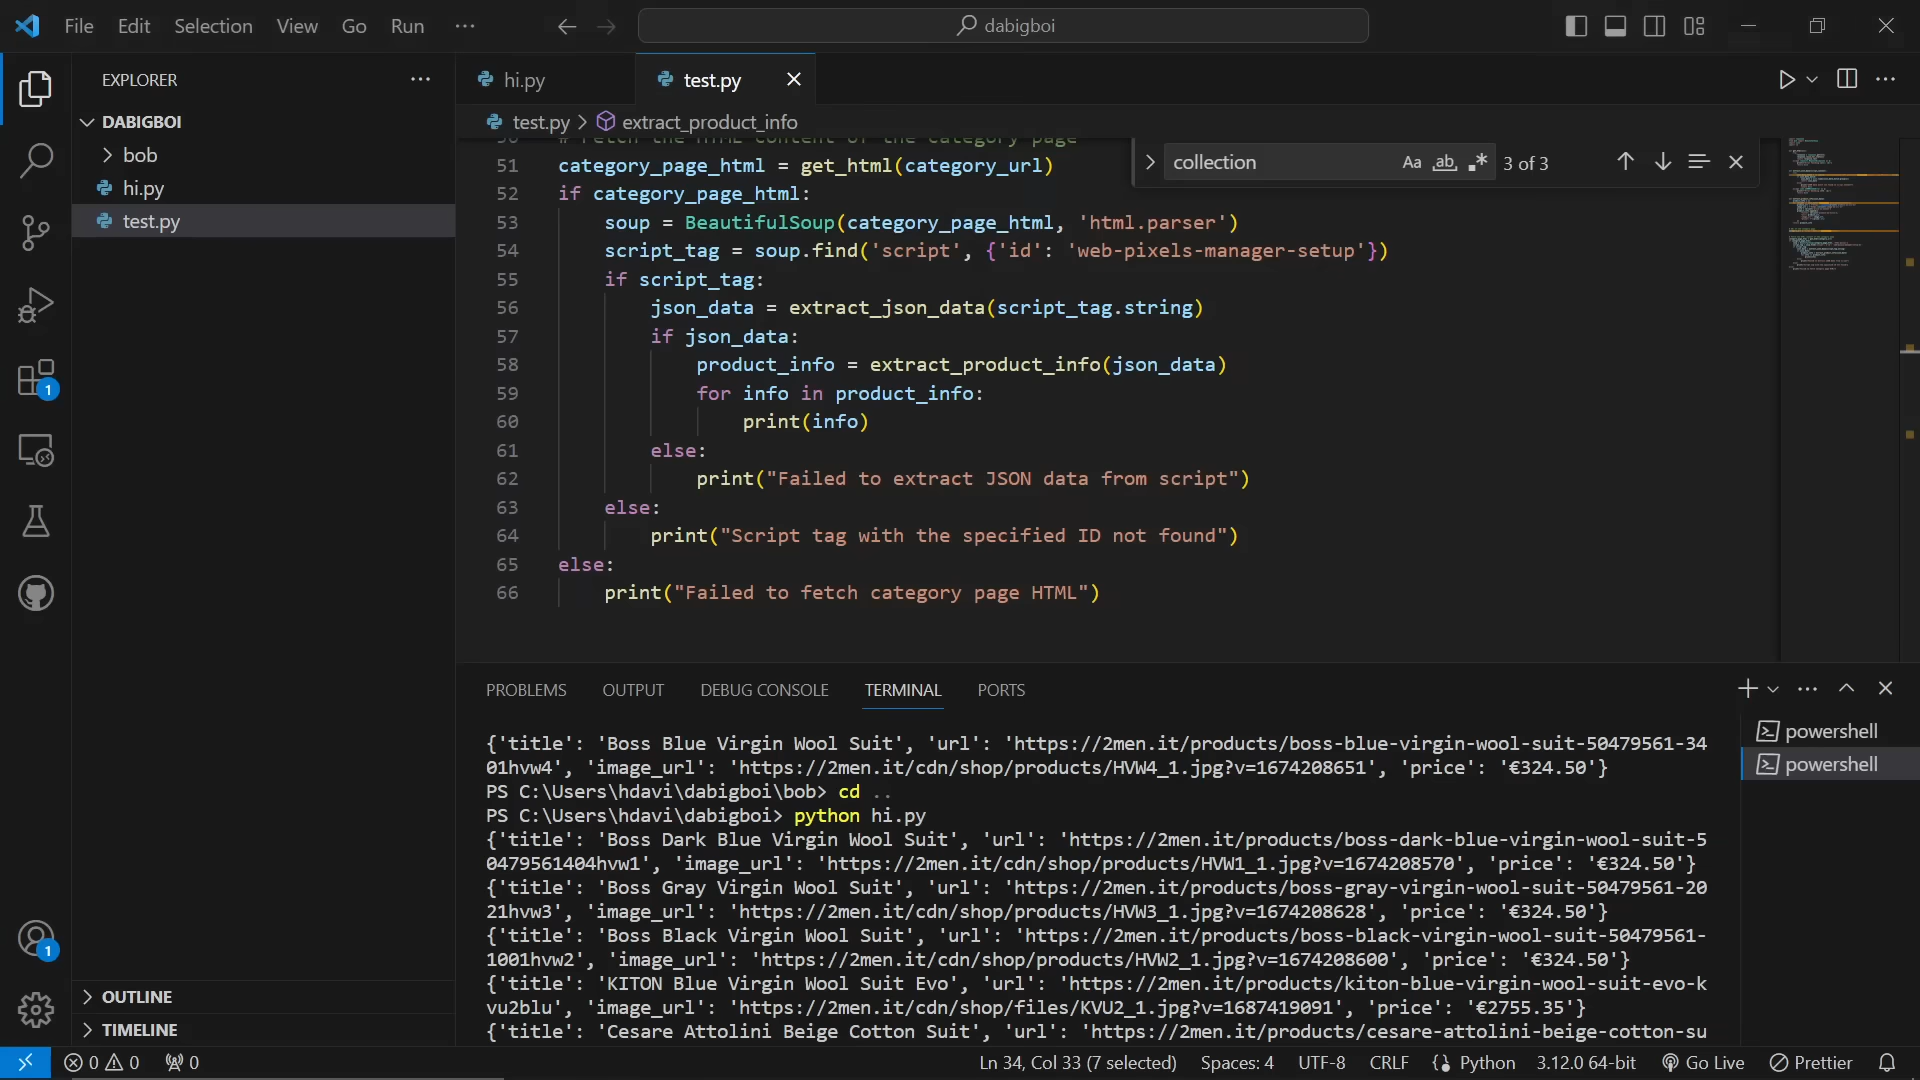 File Edit Selection View Go Run ··· dabigboi
EXPLORER ···
DABIGBOI
bob
hi.py
test.py
OUTLINE
TIMELINE
hi.py test.py
test.py > extract_product_info
collection Aa ab .* 3 of 3
# Fetch the HTML content of the category page
51 category_page_html = get_html(category_url)
52 if category_page_html:
53 soup = BeautifulSoup(category_page_html, 'html.parser')
54 script_tag = soup.find('script', {'id': 'web-pixels-manager-setup'})
55 if script_tag:
56 json_data = extract_json_data(script_tag.string)
57 if json_data:
58 product_info = extract_product_info(json_data)
59 for info in product_info:
60 print(info)
61 else:
62 print("Failed to extract JSON data from script")
63 else:
64 print("Script tag with the specified ID not found")
65 else:
66 print("Failed to fetch category page HTML")
PROBLEMS OUTPUT DEBUG CONSOLE TERMINAL PORTS
{'title': 'Boss Blue Virgin Wool Suit', 'url': 'https://2men.it/products/boss-blue-virgin-wool-suit-50479561-34
01hvw4', 'image_url': 'https://2men.it/cdn/shop/products/HVW4_1.jpg?v=1674208651', 'price': '€324.50'}
PS C:\Users\hdavi\dabigboi\bob> cd ..
PS C:\Users\hdavi\dabigboi> python hi.py
{'title': 'Boss Dark Blue Virgin Wool Suit', 'url': 'https://2men.it/products/boss-dark-blue-virgin-wool-suit-5
0479561404hvw1', 'image_url': 'https://2men.it/cdn/shop/products/HVW1_1.jpg?v=1674208570', 'price': '€324.50'}
{'title': 'Boss Gray Virgin Wool Suit', 'url': 'https://2men.it/products/boss-gray-virgin-wool-suit-50479561-20
21hvw3', 'image_url': 'https://2men.it/cdn/shop/products/HVW3_1.jpg?v=1674208628', 'price': '€324.50'}
{'title': 'Boss Black Virgin Wool Suit', 'url': 'https://2men.it/products/boss-black-virgin-wool-suit-50479561-
1001hvw2', 'image_url': 'https://2men.it/cdn/shop/products/HVW2_1.jpg?v=1674208600', 'price': '€324.50'}
{'title': 'KITON Blue Virgin Wool Suit Evo', 'url': 'https://2men.it/products/kiton-blue-virgin-wool-suit-evo-k
vu2blu', 'image_url': 'https://2men.it/cdn/shop/files/KVU2_1.jpg?v=1687419091', 'price': '€2755.35'}
{'title': 'Cesare Attolini Beige Cotton Suit', 'url': 'https://2men.it/products/cesare-attolini-beige-cotton-su
powershell
powershell
1
1
0 0 0 Ln 34, Col 33 (7 selected) Spaces: 4 UTF-8 CRLF Python 3.12.0 64-bit Go Live Prettier